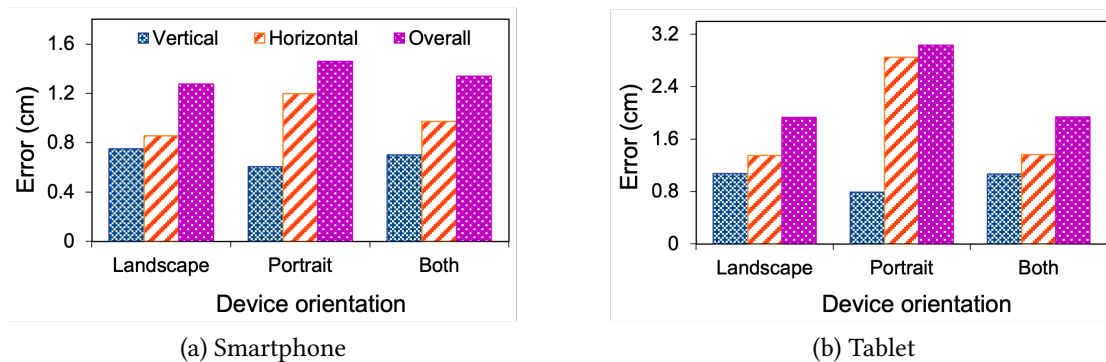 Error (cm)
1.6
1.2
0.8
0.4
0
Vertical Horizontal Overall
Landscape Portrait Both
Device orientation
(a) Smartphone
Error (cm)
3.2
2.4
1.6
0.8
0
Landscape Portrait Both
Device orientation
(b) Tablet